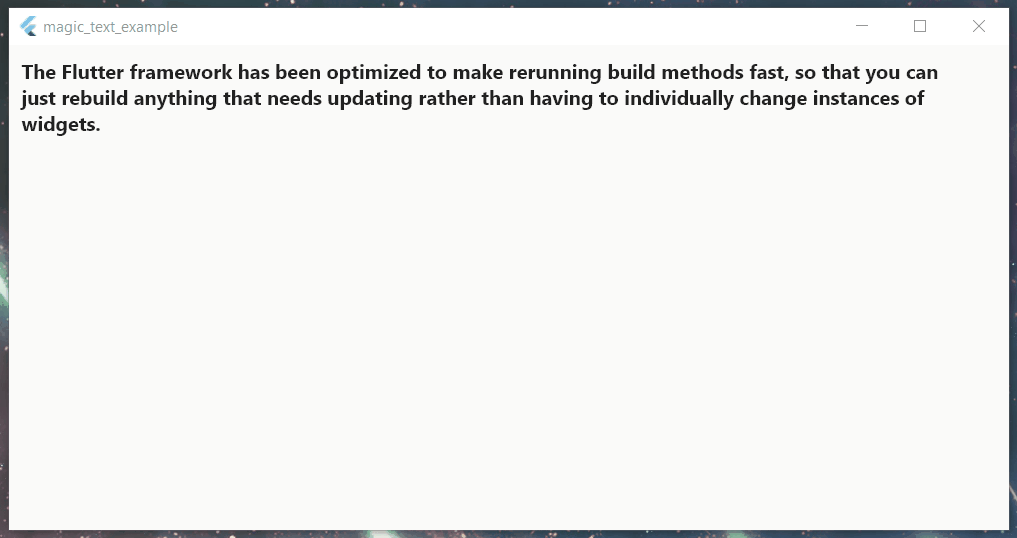 magic_text_example
The Flutter framework has been optimized to make rerunning build methods fast, so that you can
just rebuild anything that needs updating rather than having to individually change instances of
widgets.